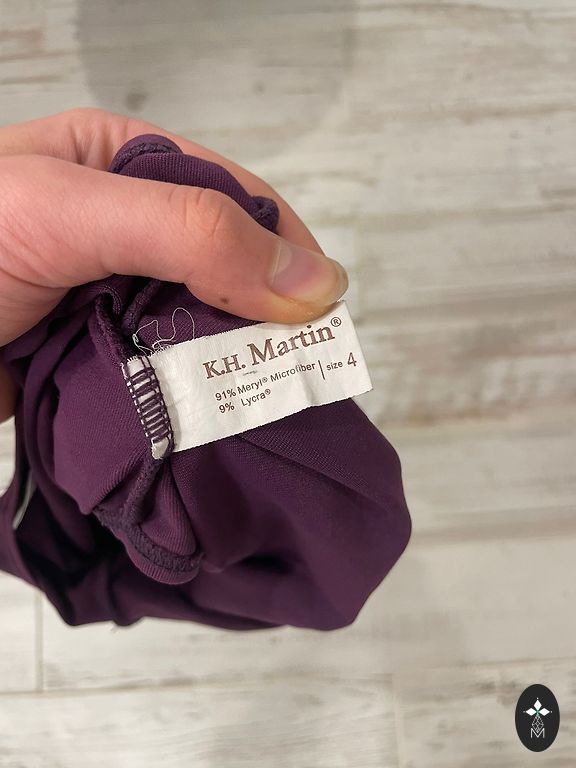 K.H. Martin®
91% Meryl® Microfiber | size 4
9% Lycra®
M